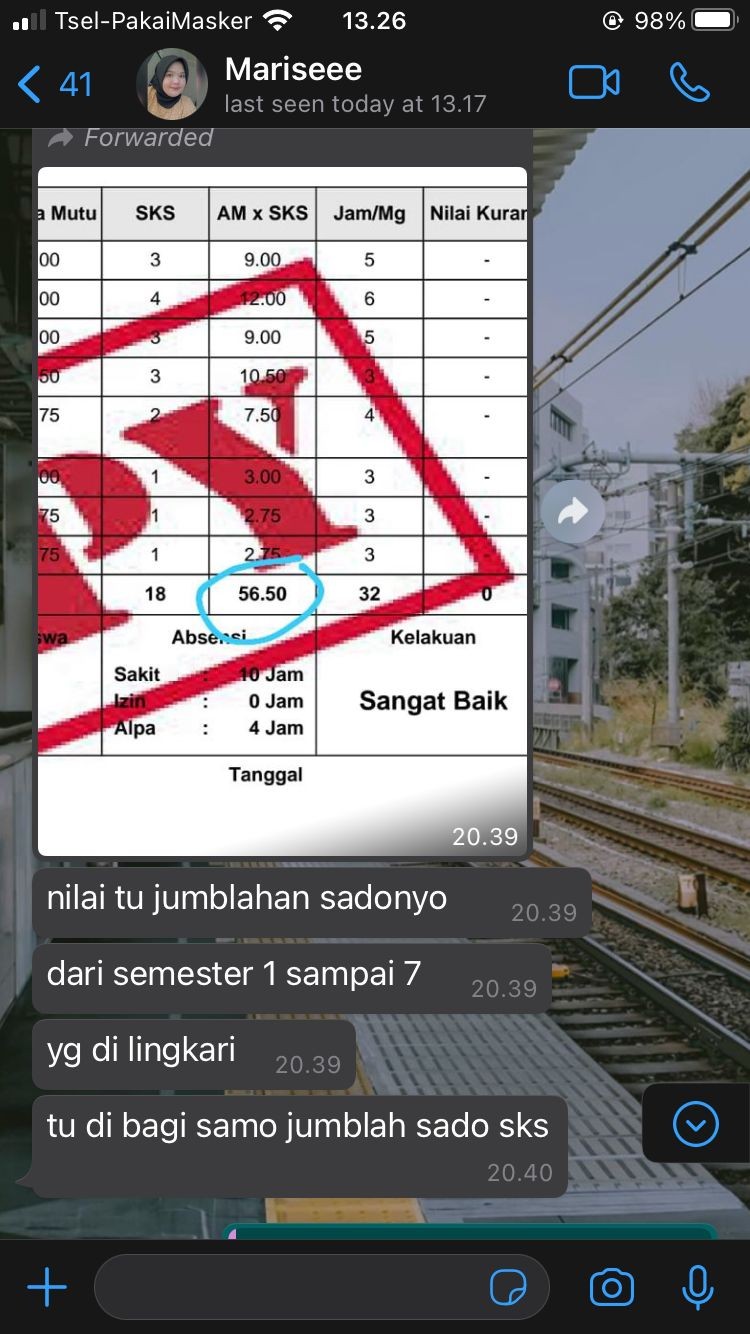 Tsel-PakaiMasker 13.26 98%
41 Mariseee
last seen today at 13.17
Forwarded
a Mutu SKS AM x SKS Jam/Mg Nilai Kurar
00 3 9.00 5 -
00 4 12.00 6 -
00 3 9.00 5 -
50 3 10.50 3 -
75 2 7.50 4 -
00 1 3.00 3 -
75 1 2.75 3 -
75 1 2.75 3 -
18 56.50 32 0
swa Absensi Kelakuan
Sakit : 10 Jam
Izin : 0 Jam Sangat Baik
Alpa : 4 Jam
Tanggal
PY
20.39
nilai tu jumblahan sadonyo 20.39
dari semester 1 sampai 7 20.39
yg di lingkari 20.39
tu di bagi samo jumblah sado sks
20.40